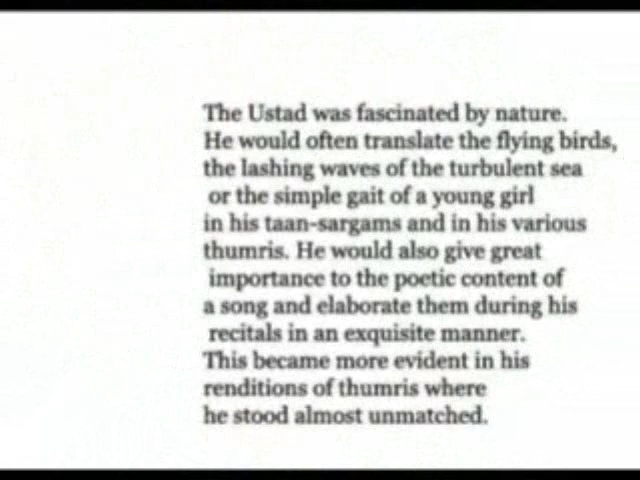 The Ustad was fascinated by nature.
He would often translate the flying birds,
the lashing waves of the turbulent sea
or the simple gait of a young girl
in his taan-sargams and in his various
thumris. He would also give great
importance to the poetic content of
a song and elaborate them during his
recitals in an exquisite manner.
This became more evident in his
renditions of thumris where
he stood almost unmatched.